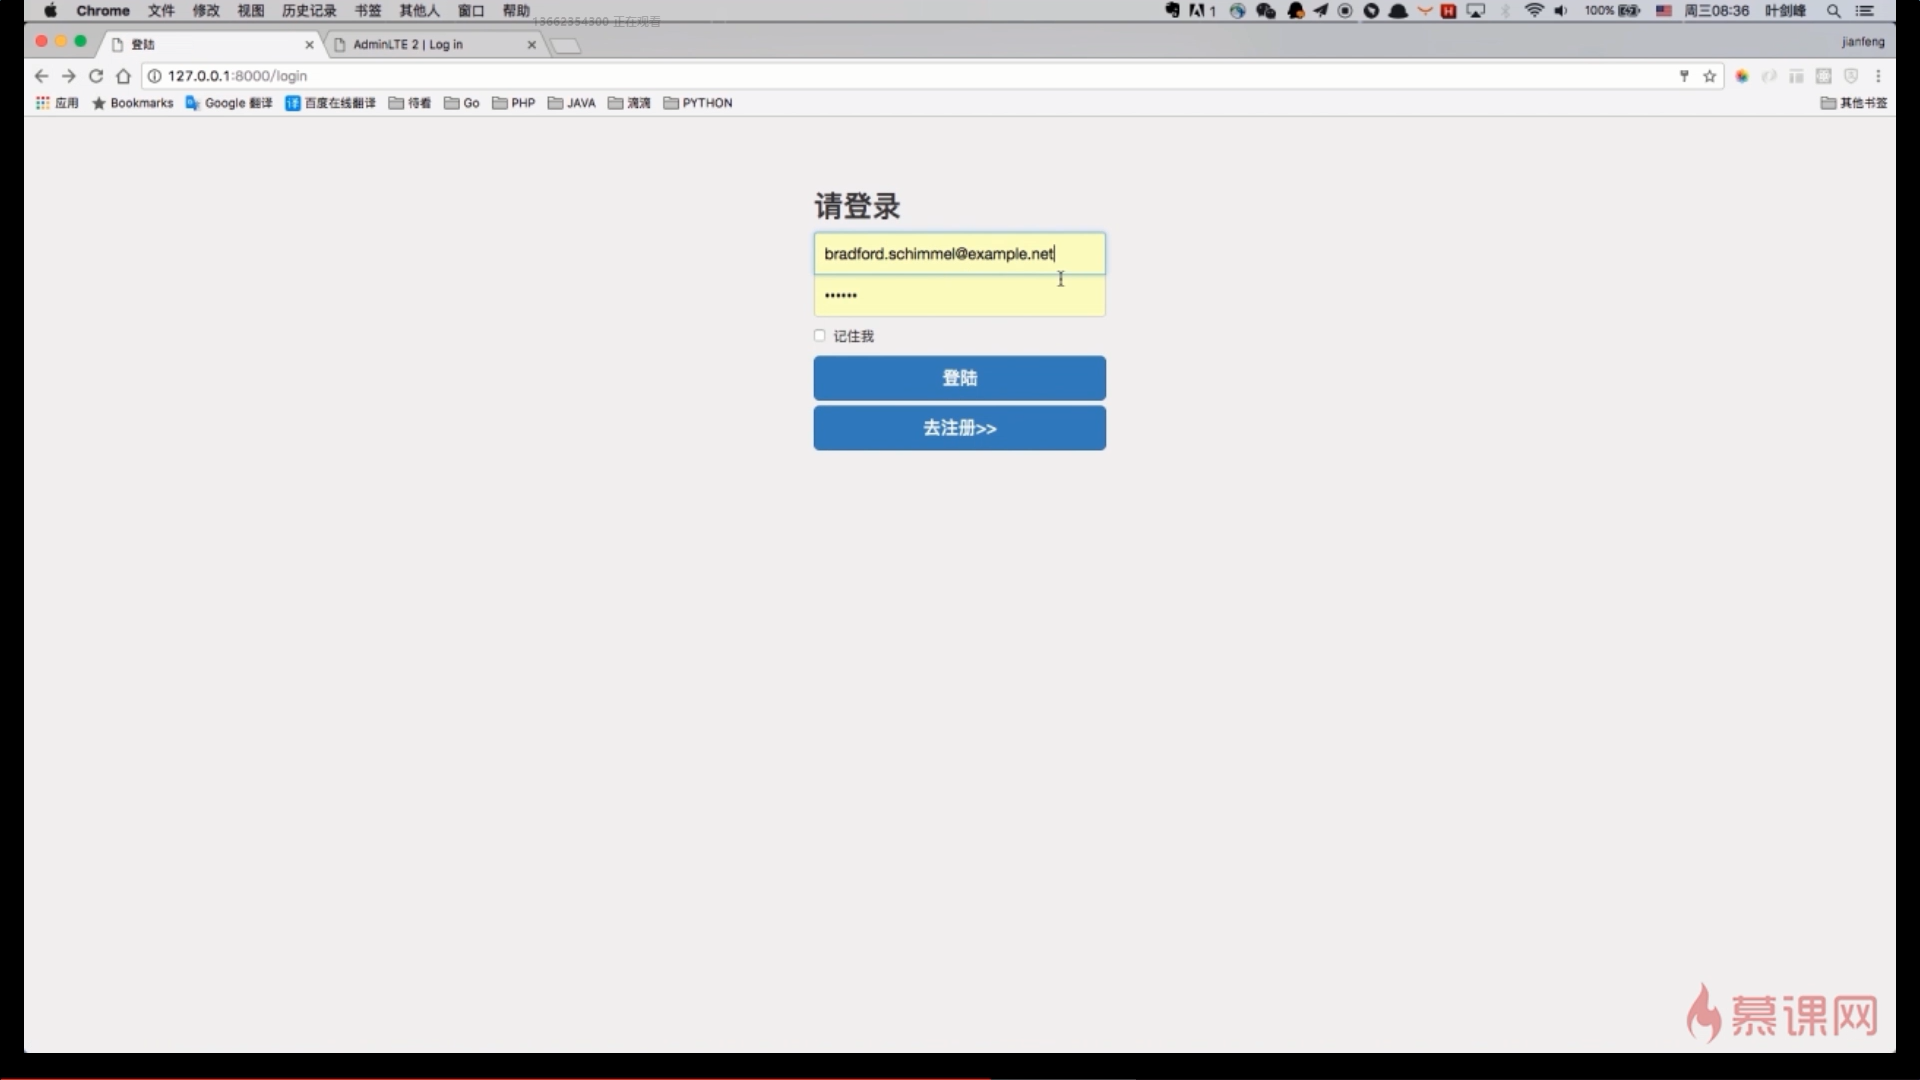 Chrome 文件 修改 视图 历史记录 书签 其他人 窗口 帮助 1 100% 周三08:36 叶剑峰
13662354300 正在观看
登陆 AdminLTE 2 | Log in jianfeng
127.0.0.1:8000/login
应用 Bookmarks Google 翻译 译 百度在线翻译 待看 Go PHP JAVA 滴滴 PYTHON 其他书签
请登录
bradford.schimmel@example.net
••••••
记住我
登陆
去注册>>
慕课网